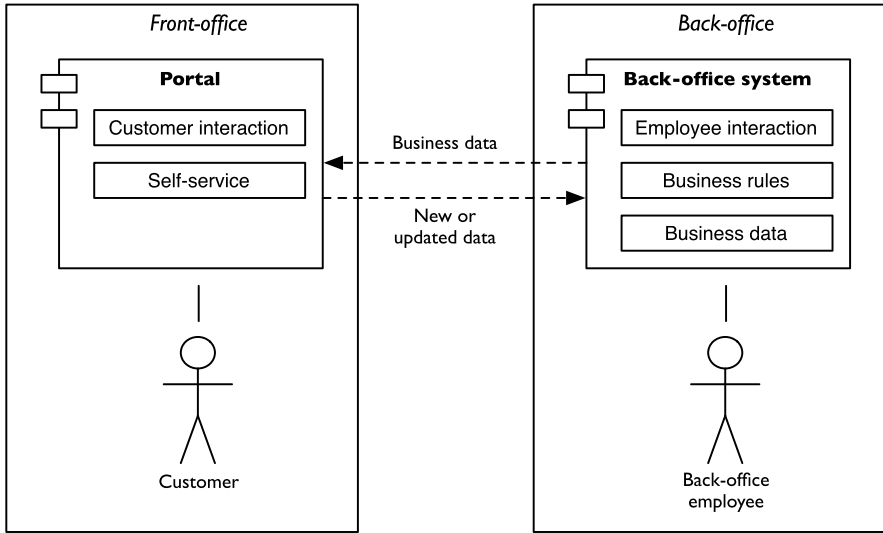 Front-office
Portal
Customer interaction
Self-service
Customer
Business data
New or
updated data
Back-office
Back-office system
Employee interaction
Business rules
Business data
Back-office
employee